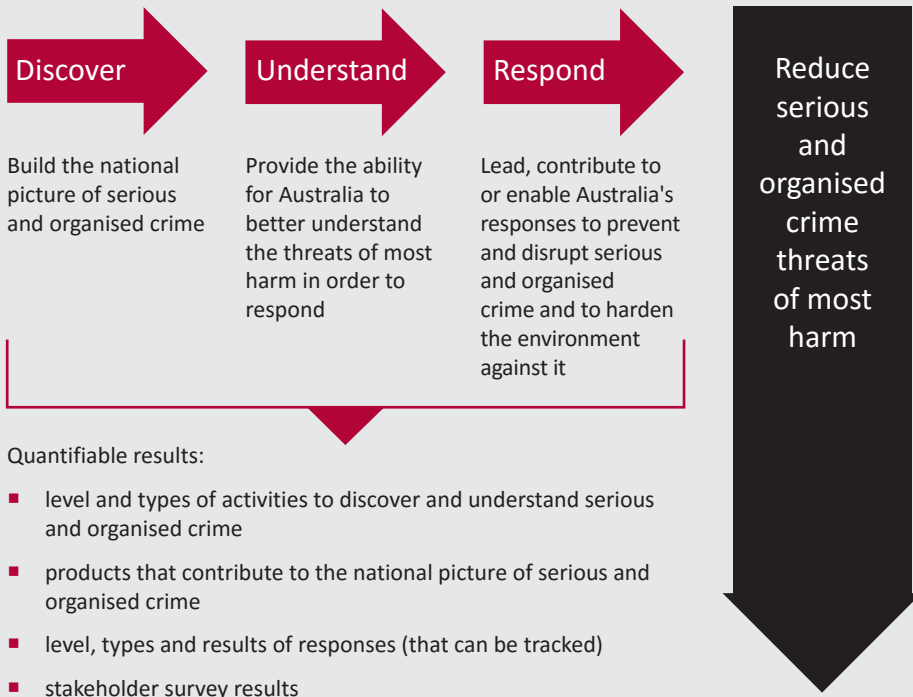 Discover
Build the national
picture of serious
and organised crime
Understand
Provide the ability
for Australia to
better understand
the threats of most
harm in order to
respond
Respond
Lead, contribute to
or enable Australia's
responses to prevent
and disrupt serious
and organised
crime and to harden
the environment
against it
Reduce
serious
and
organised
crime
threats
of most
harm
Quantifiable results:
■ level and types of activities to discover and understand serious
and organised crime
■ products that contribute to the national picture of serious and
organised crime
■ level, types and results of responses (that can be tracked)
■ stakeholder survey results